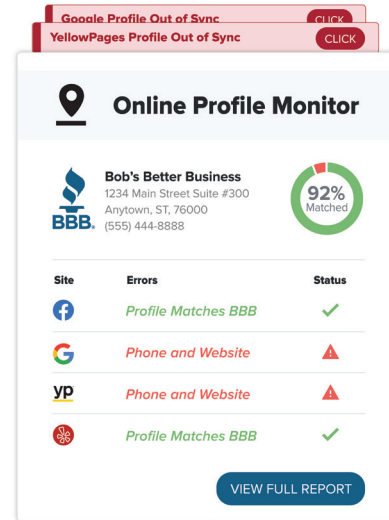 Google Profile Out of Sync CLICK
YellowPages Profile Out of Sync CLICK
Online Profile Monitor
Bob's Better Business
1234 Main Street Suite #300
Anytown, ST, 76000
(555) 444-8888
BBB.
92%
Matched
Site Errors Status
f Profile Matches BBB
G Phone and Website
yp Phone and Website
Profile Matches BBB
VIEW FULL REPORT